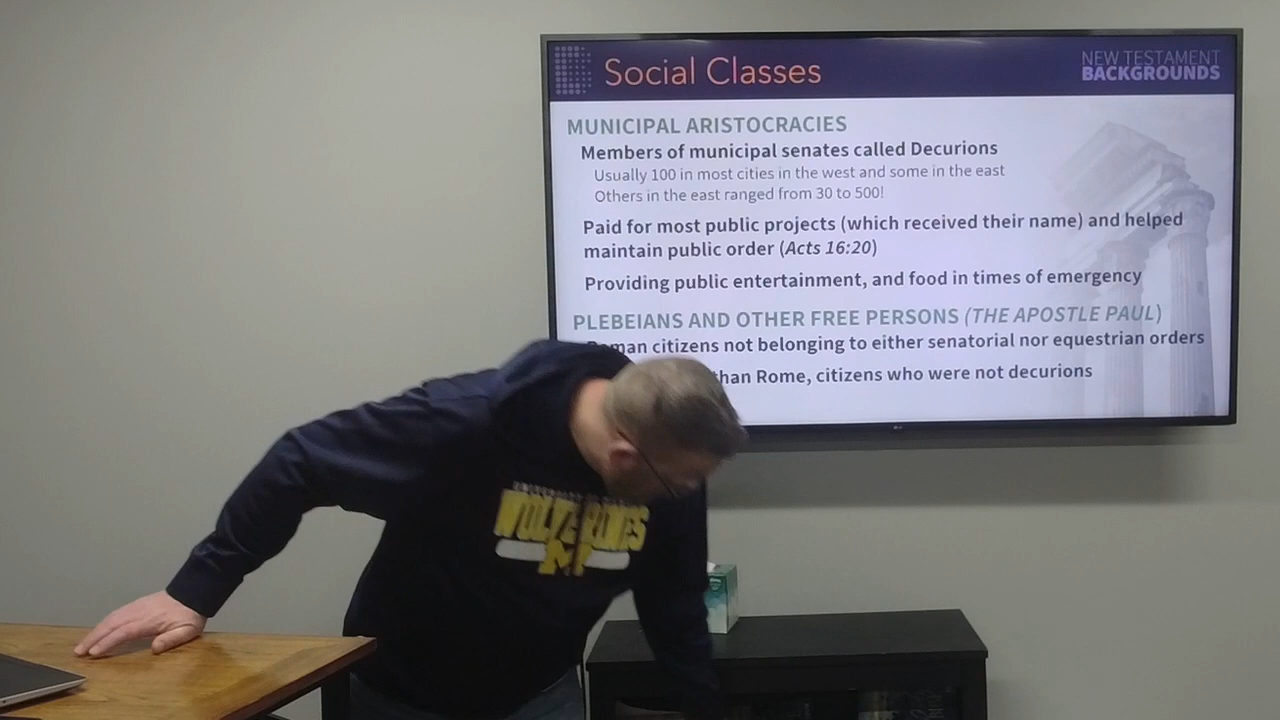 Social Classes
NEW TESTAMENT
BACKGROUNDS
MUNICIPAL ARISTOCRACIES
Members of municipal senates called Decurions
Usually 100 in most cities in the west and some in the east
Others in the east ranged from 30 to 500!
Paid for most public projects (which received their name) and helped
maintain public order (Acts 16:20)
Providing public entertainment, and food in times of emergency
PLEBEIANS AND OTHER FREE PERSONS (THE APOSTLE PAUL)
Roman citizens not belonging to either senatorial nor equestrian orders
than Rome, citizens who were not decurions
WOLVERINES
M